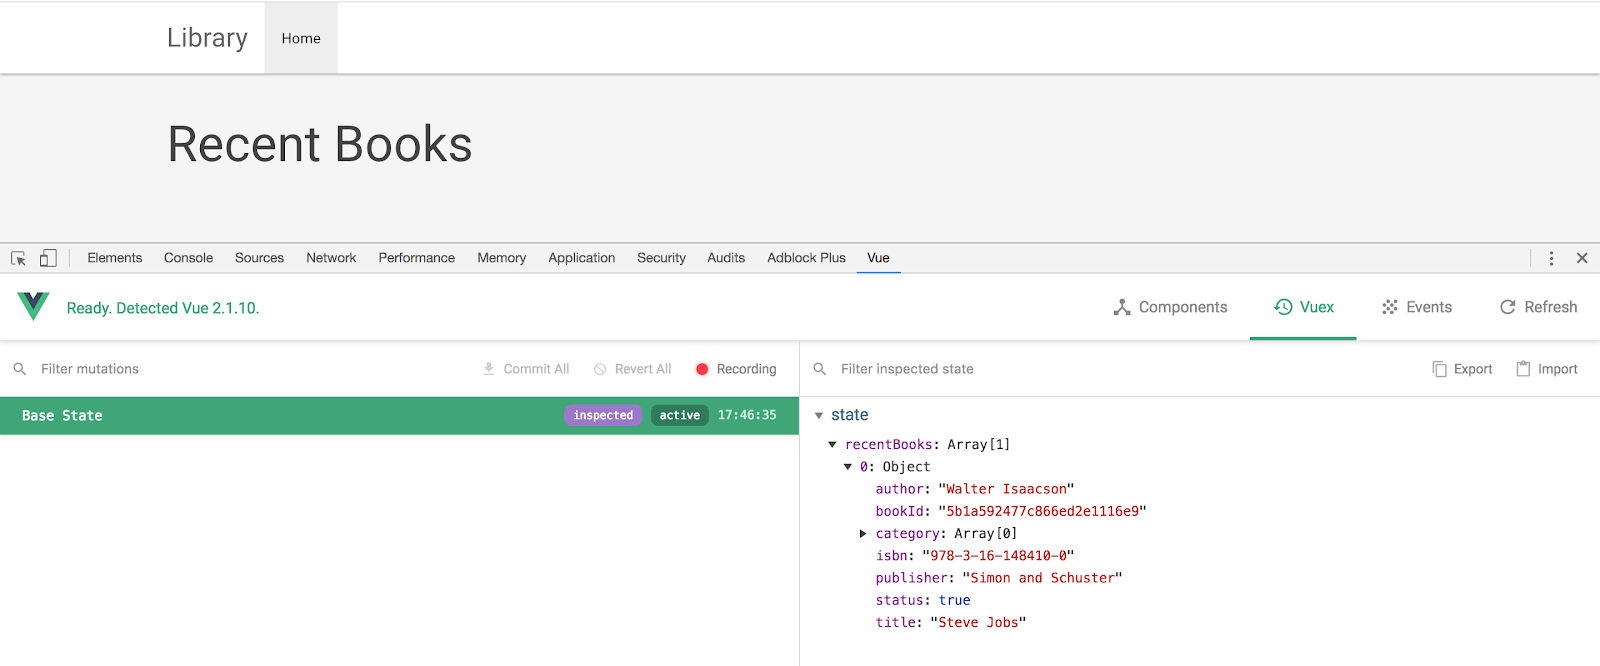 Library Home
Recent Books
Elements Console Sources Network Performance Memory Application Security Audits Adblock Plus Vue
Ready. Detected Vue 2.1.10. Components Vuex Events Refresh
Filter mutations Commit All Revert All Recording Filter inspected state Export Import
Base State inspected active 17:46:35
state
recentBooks: Array[1]
0: Object
author: "Walter Isaacson"
bookId: "5b1a592477c866ed2e1116e9"
category: Array[0]
isbn: "978-3-16-148410-0"
publisher: "Simon and Schuster"
status: true
title: "Steve Jobs"